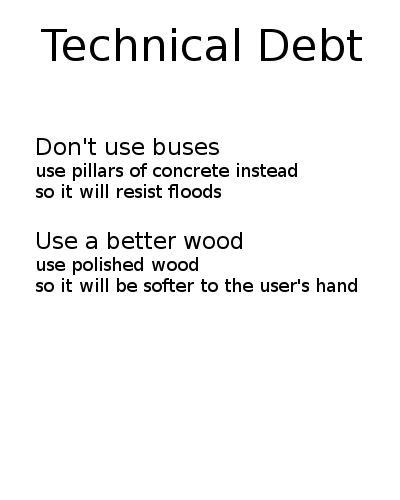 Technical Debt
Don't use buses
use pillars of concrete instead
so it will resist floods
Use a better wood
use polished wood
so it will be softer to the user's hand